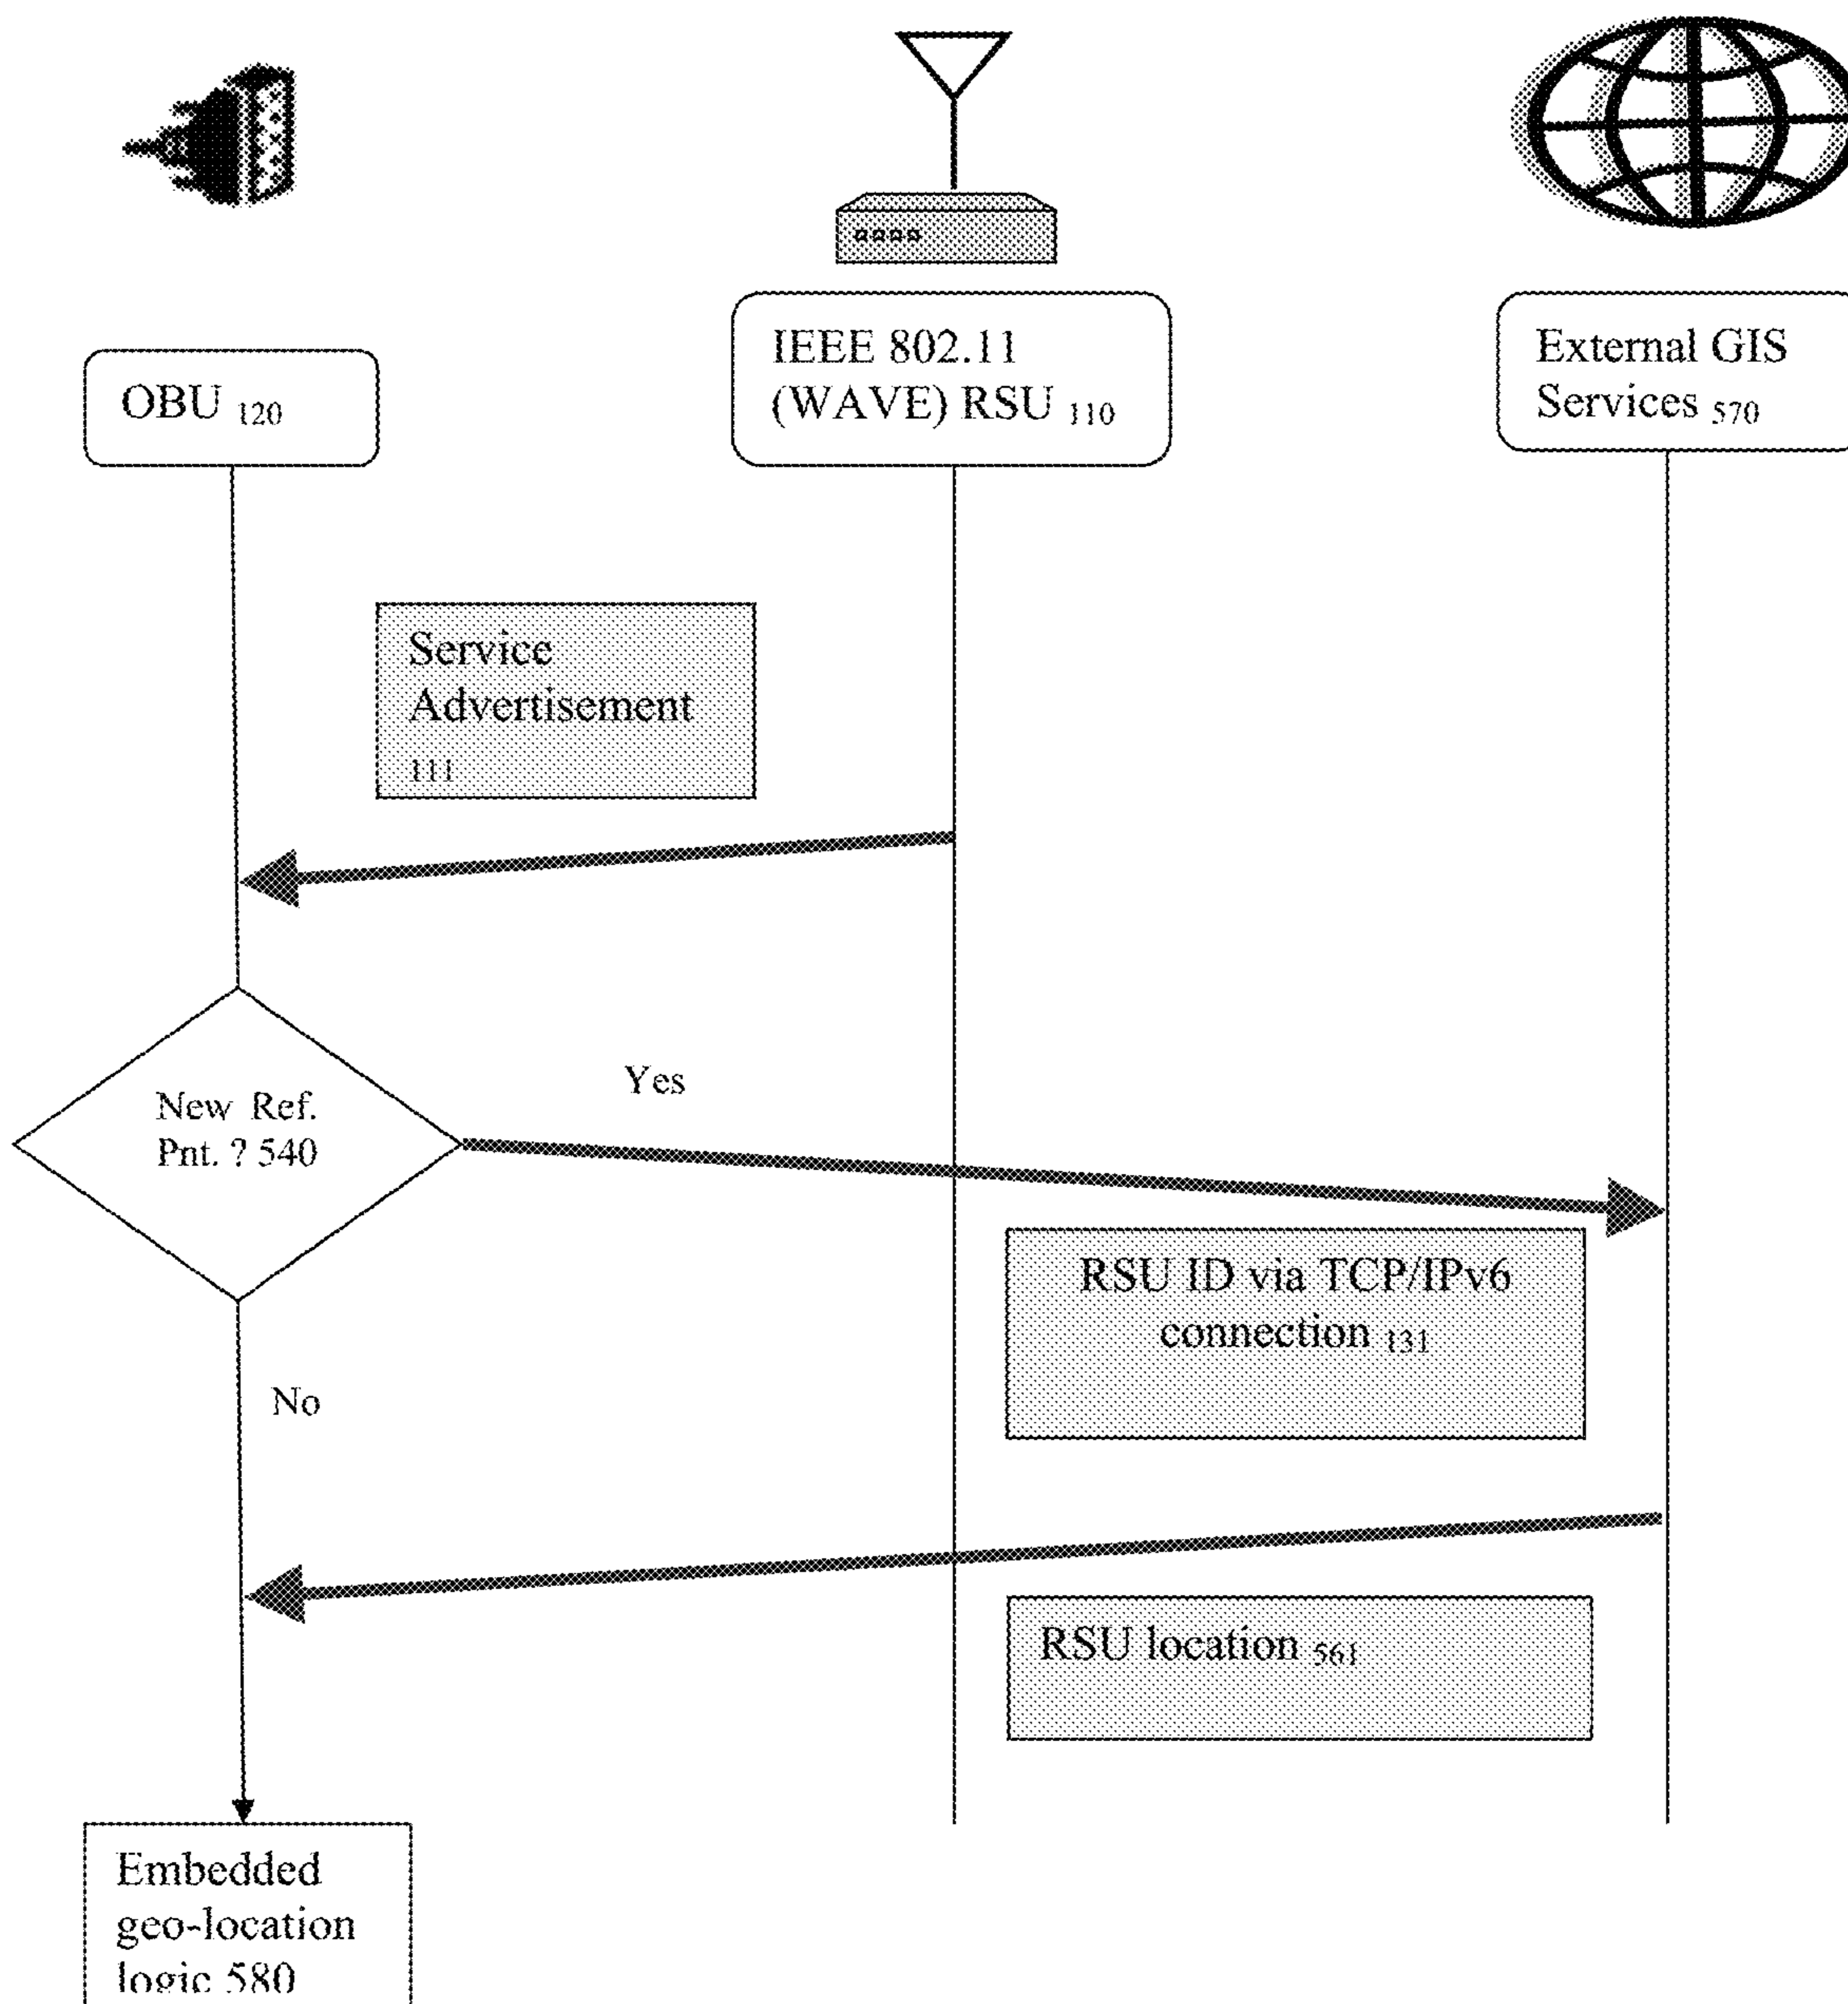 OBU 120
IEEE 802.11
(WAVE) RSU 110
External GIS
Services 570
Service
Advertisement
111
New Ref.
Pnt. ? 540
Yes
RSU ID via TCP/IPv6
connection 131
No
RSU location 561
Embedded
geo-location
logic 580